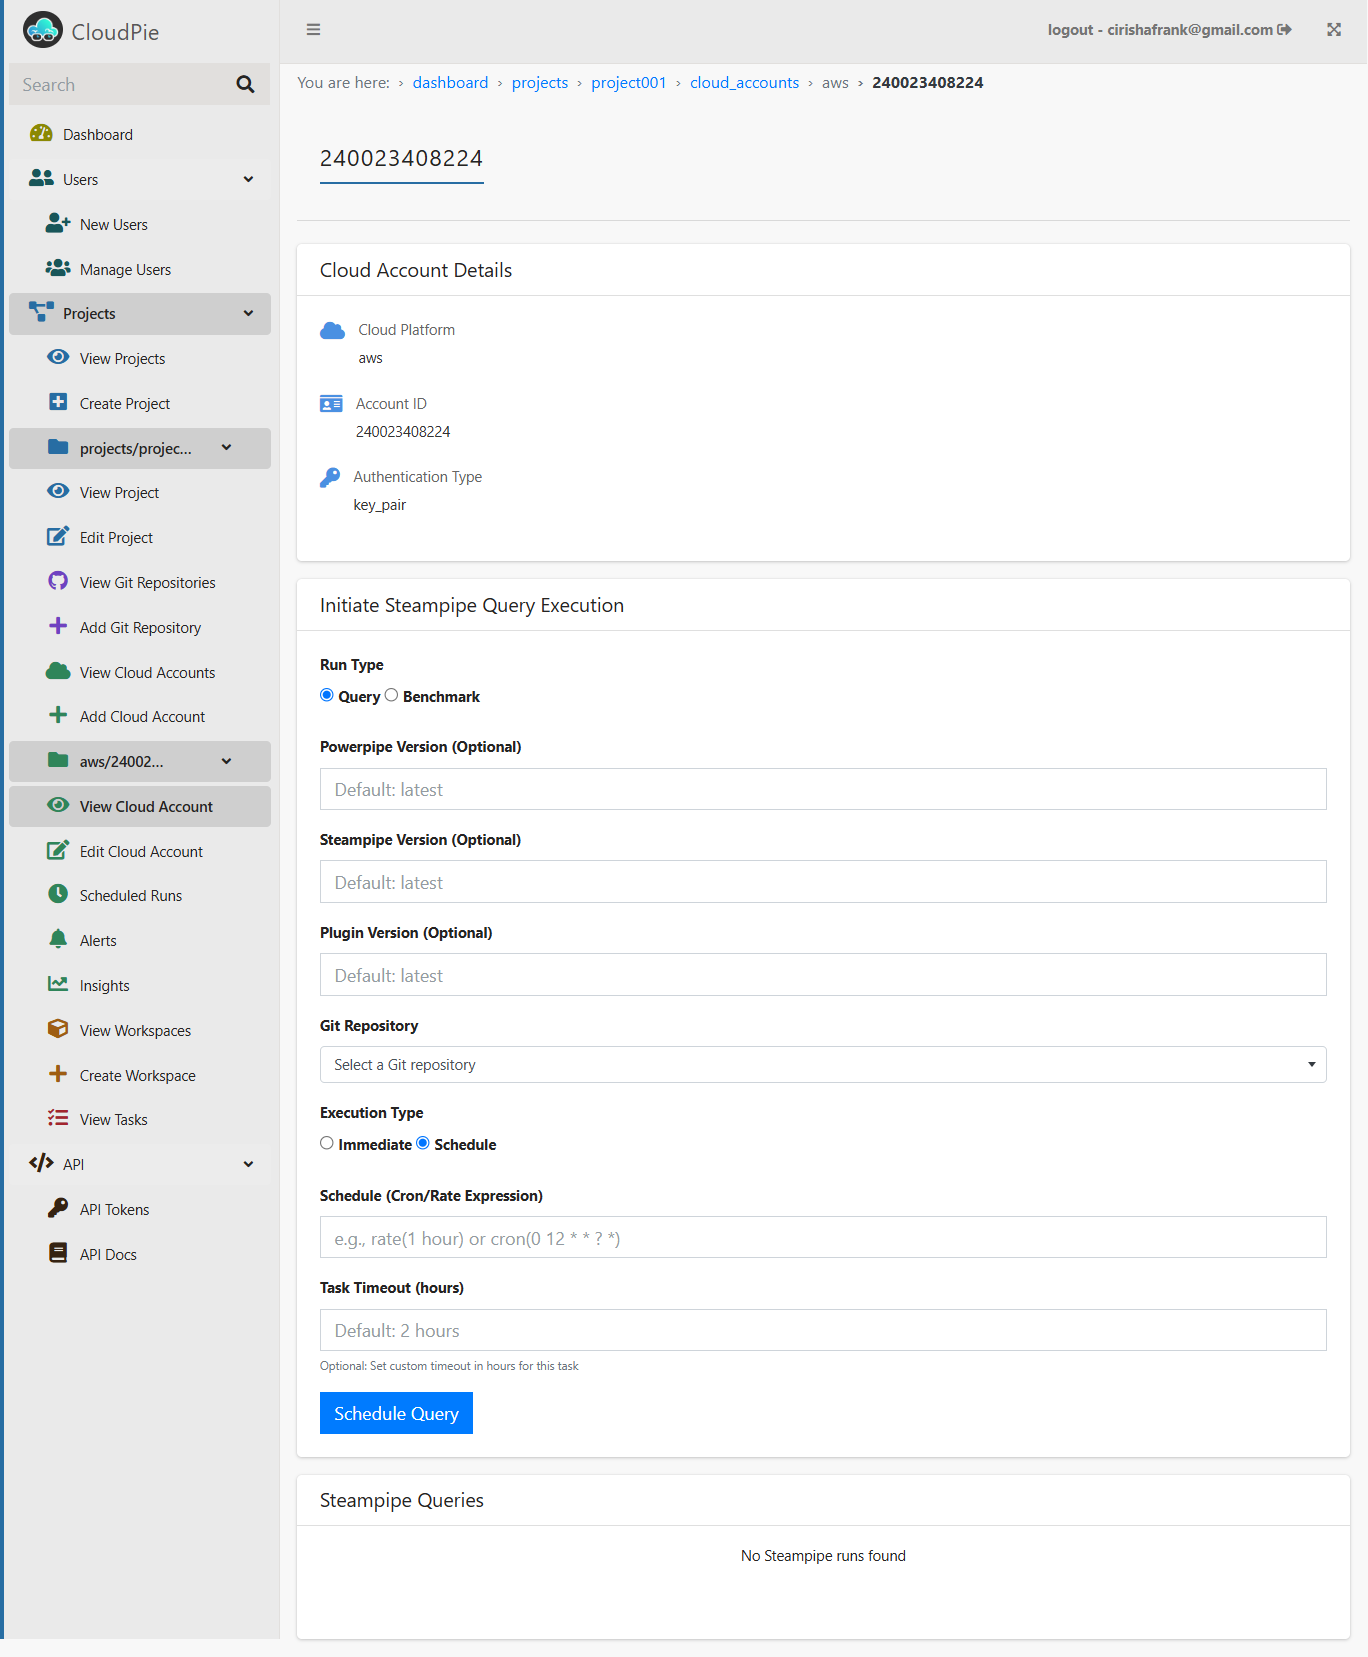 CloudPie
logout - cirishafrank@gmail.com
Search
You are here: › dashboard › projects › project001 › cloud_accounts › aws › 240023408224
Dashboard
Users
New Users
Manage Users
Projects
View Projects
Create Project
projects/projec...
View Project
Edit Project
View Git Repositories
Add Git Repository
View Cloud Accounts
Add Cloud Account
aws/24002...
View Cloud Account
Edit Cloud Account
Scheduled Runs
Alerts
Insights
View Workspaces
Create Workspace
View Tasks
API
API Tokens
API Docs
240023408224
Cloud Account Details
Cloud Platform
aws
Account ID
240023408224
Authentication Type
key_pair
Initiate Steampipe Query Execution
Run Type
Query Benchmark
Powerpipe Version (Optional)
Default: latest
Steampipe Version (Optional)
Default: latest
Plugin Version (Optional)
Default: latest
Git Repository
Select a Git repository
Execution Type
Immediate Schedule
Schedule (Cron/Rate Expression)
e.g., rate(1 hour) or cron(0 12 * * ? *)
Task Timeout (hours)
Default: 2 hours
Optional: Set custom timeout in hours for this task
Schedule Query
Steampipe Queries
No Steampipe runs found